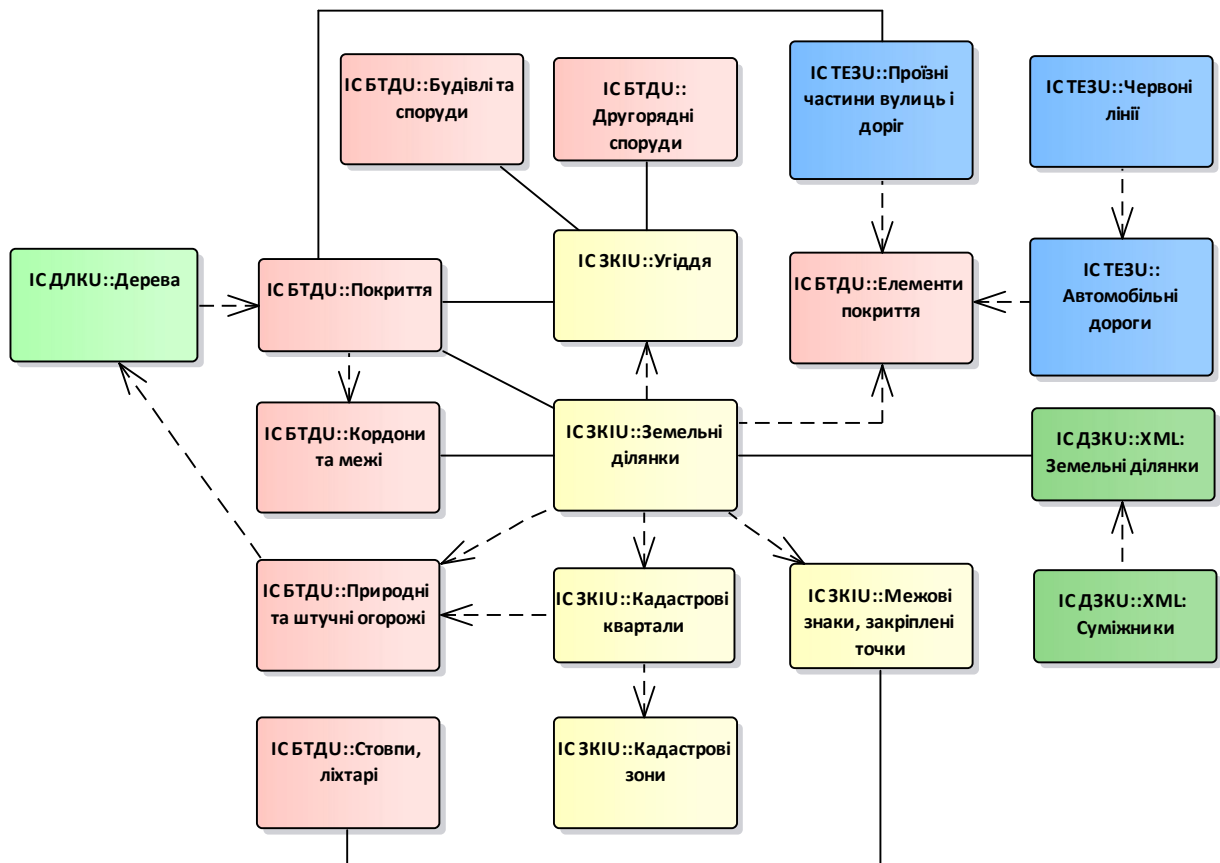 ІС БТДU::Будівлі та
споруди
ІС БТДU::
Другорядні
споруди
ІС ТЕЗU::Проїзні
частини вулиць і
доріг
ІС ТЕЗU::Червоні
лінії
ІС ДЛКU::Дерева
ІС БТДU::Покриття
ІС ЗКІU::Угіддя
ІС БТДU::Елементи
покриття
ІС ТЕЗU::
Автомобільні
дороги
ІС БТДU::Кордони
та межі
ІС ЗКІU::Земельні
ділянки
ІС ДЗКU::XML:
Земельні ділянки
ІС БТДU::Природні
та штучні огорожі
ІС ЗКІU::Кадастрові
квартали
ІС ЗКІU::Межові
знаки, закріплені
точки
ІС ДЗКU::XML:
Суміжники
ІС БТДU::Стовпи,
ліхтарі
ІС ЗКІU::Кадастрові
зони